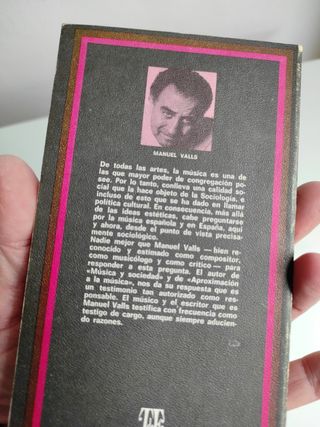 MANUEL VALLS
De todas las artes, la música es una de
las que mayor poder de congregación po-
see. Por lo tanto, conlleva una calidad so-
cial que la hace objeto de la Sociología, e
incluso de esto que se ha dado en llamar
política cultural. En consecuencia, más allá
de las ideas estéticas, cabe preguntarse
por la música española y en España, aquí
y ahora, desde el punto de vista precisa-
mente sociológico.
Nadie mejor que Manuel Valls —bien re-
conocido y estimado como compositor,
como musicólogo y como crítico— para
responder a esta pregunta. El autor de
«Música y sociedad» y de «Aproximación
a la música», nos da su respuesta que es
un testimonio tan autorizado como res-
ponsable. El músico y el escritor que es
Manuel Valls testifica con frecuencia como
testigo de cargo, aunque siempre aducien-
do razones.